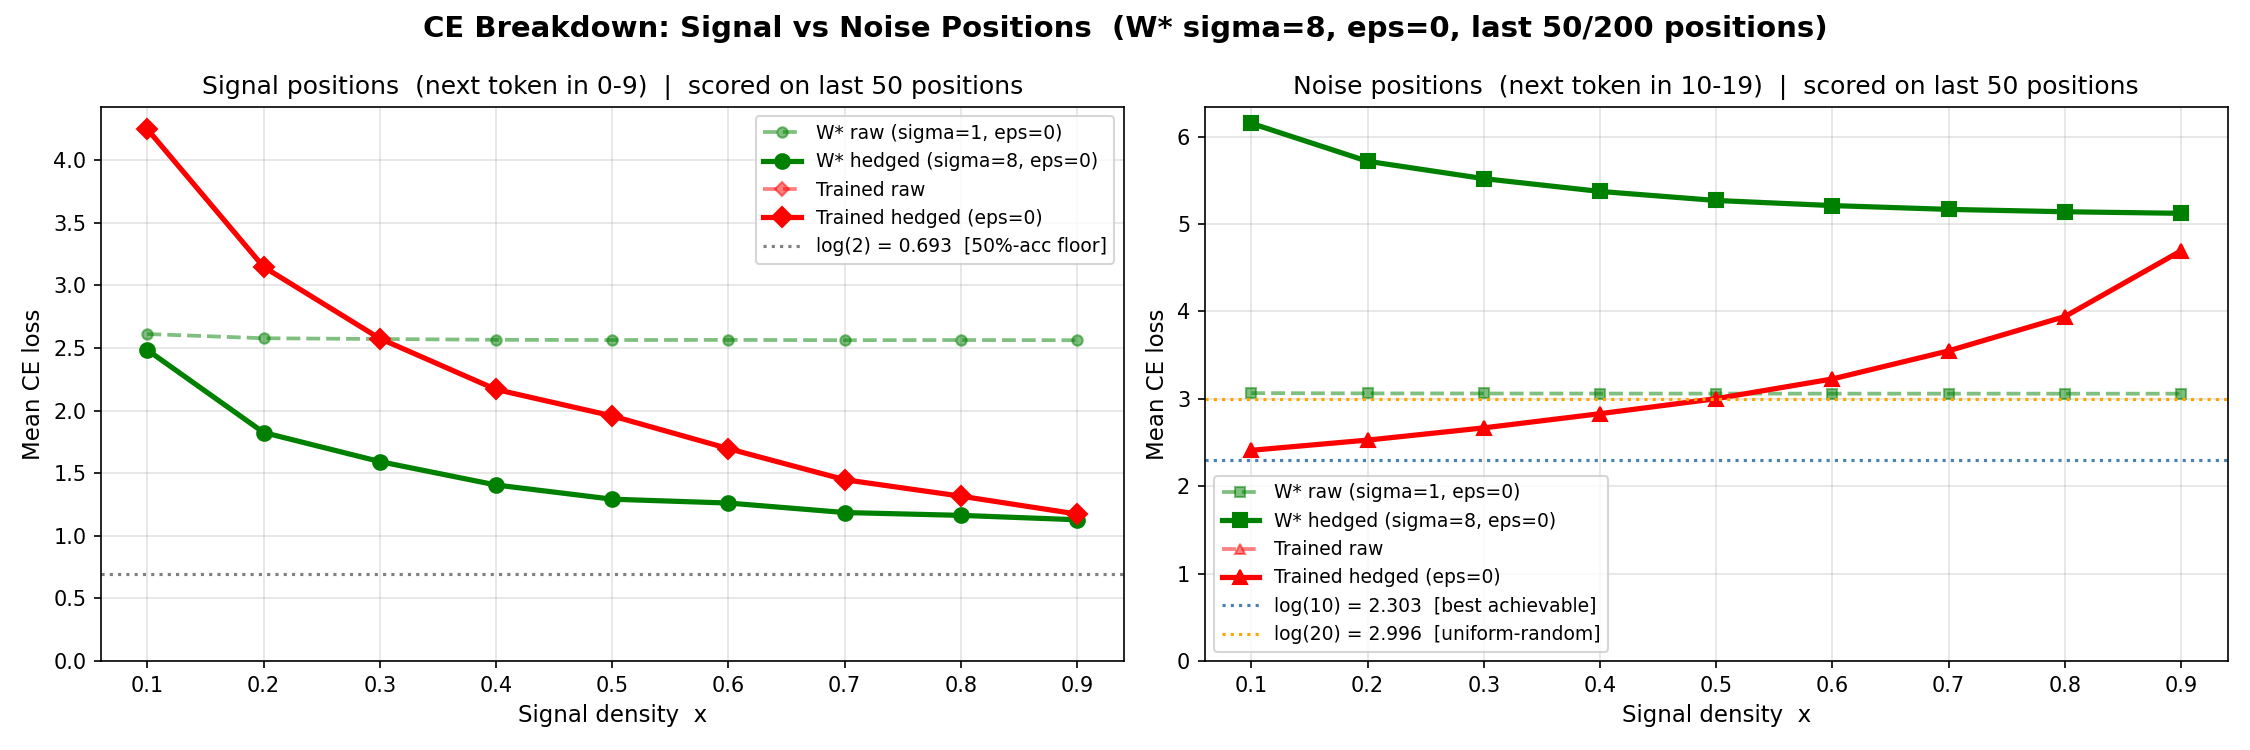 CE Breakdown: Signal vs Noise Positions  (W* sigma=8, eps=0, last 50/200 positions)
Signal positions  (next token in 0-9)  |  scored on last 50 positions
Mean CE loss
4.0
3.5
3.0
2.5
2.0
1.5
1.0
0.5
0.0
W* raw (sigma=1, eps=0)
W* hedged (sigma=8, eps=0)
Trained raw
Trained hedged (eps=0)
log(2) = 0.693  [50%-acc floor]
0.1 0.2 0.3 0.4 0.5 0.6 0.7 0.8 0.9
Signal density  x
Noise positions  (next token in 10-19)  |  scored on last 50 positions
Mean CE loss
6
5
4
3
2
1
0
W* raw (sigma=1, eps=0)
W* hedged (sigma=8, eps=0)
Trained raw
Trained hedged (eps=0)
log(10) = 2.303  [best achievable]
log(20) = 2.996  [uniform-random]
0.1 0.2 0.3 0.4 0.5 0.6 0.7 0.8 0.9
Signal density  x